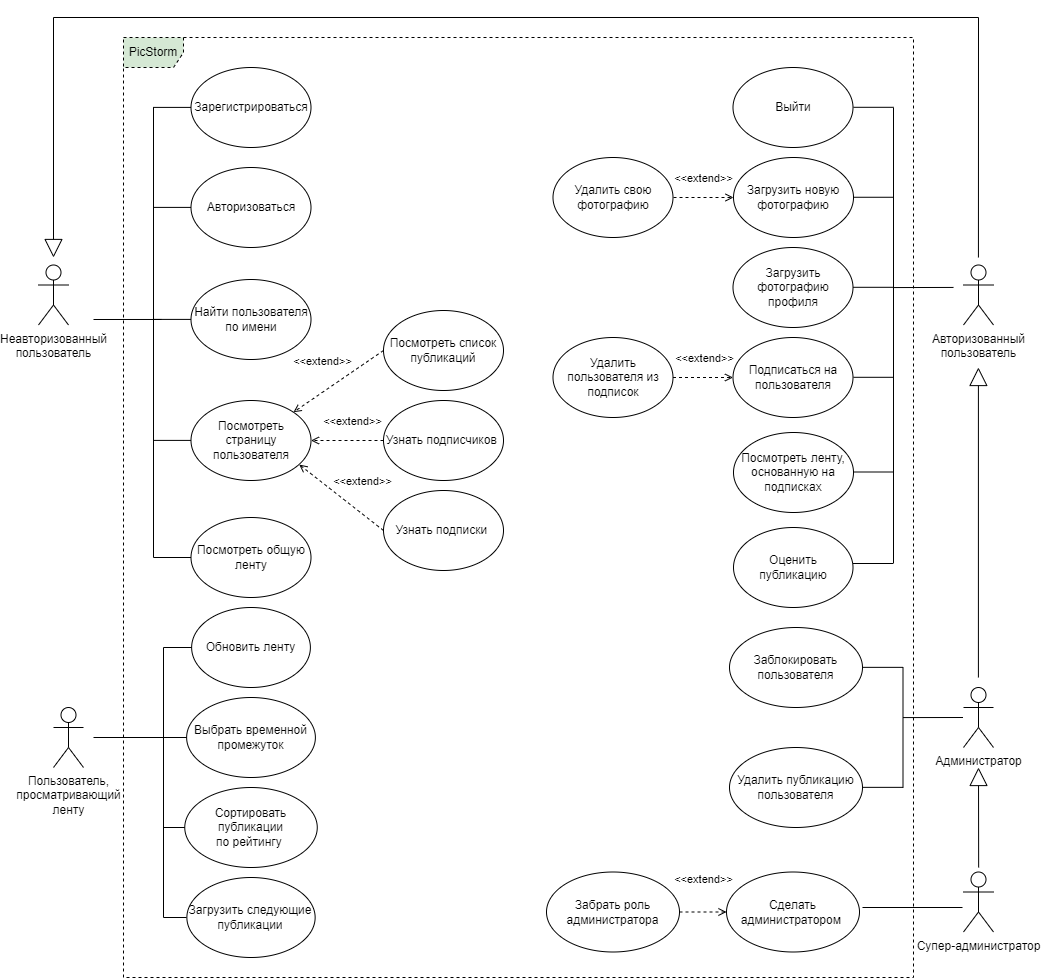 PicStorm
Зарегистрироваться
Авторизоваться
Найти пользователя
по имени
Неавторизованный
пользователь
<<extend>>
Посмотреть список
публикаций
Посмотреть
страницу
пользователя
<<extend>>
Узнать подписчиков
<<extend>>
Узнать подписки
Посмотреть общую
ленту
Обновить ленту
Выбрать временной
промежуток
Пользователь,
просматривающий
ленту
Сортировать
публикации
по рейтингу
Загрузить следующие
публикации
Выйти
Удалить свою
фотографию
<<extend>>
Загрузить новую
фотографию
Загрузить
фотографию
профиля
Авторизованный
пользователь
Удалить
пользователя из
подписок
<<extend>>
Подписаться на
пользователя
Посмотреть ленту,
основанную на
подписках
Оценить
публикацию
Заблокировать
пользователя
Администратор
Удалить публикацию
пользователя
Забрать роль
администратора
<<extend>>
Сделать
администратором
Супер-администратор